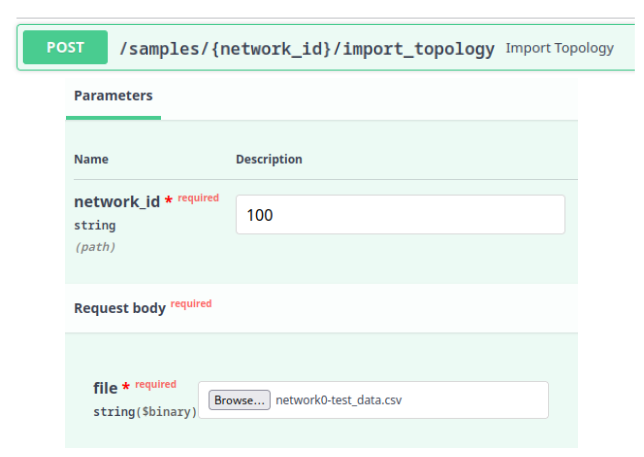 POST /samples/{network_id}/import_topology Import Topology
Parameters
Name Description
network_id * required
100
string
(path)
Request body required
file * required
Browse... network0-test_data.csv
string($binary)